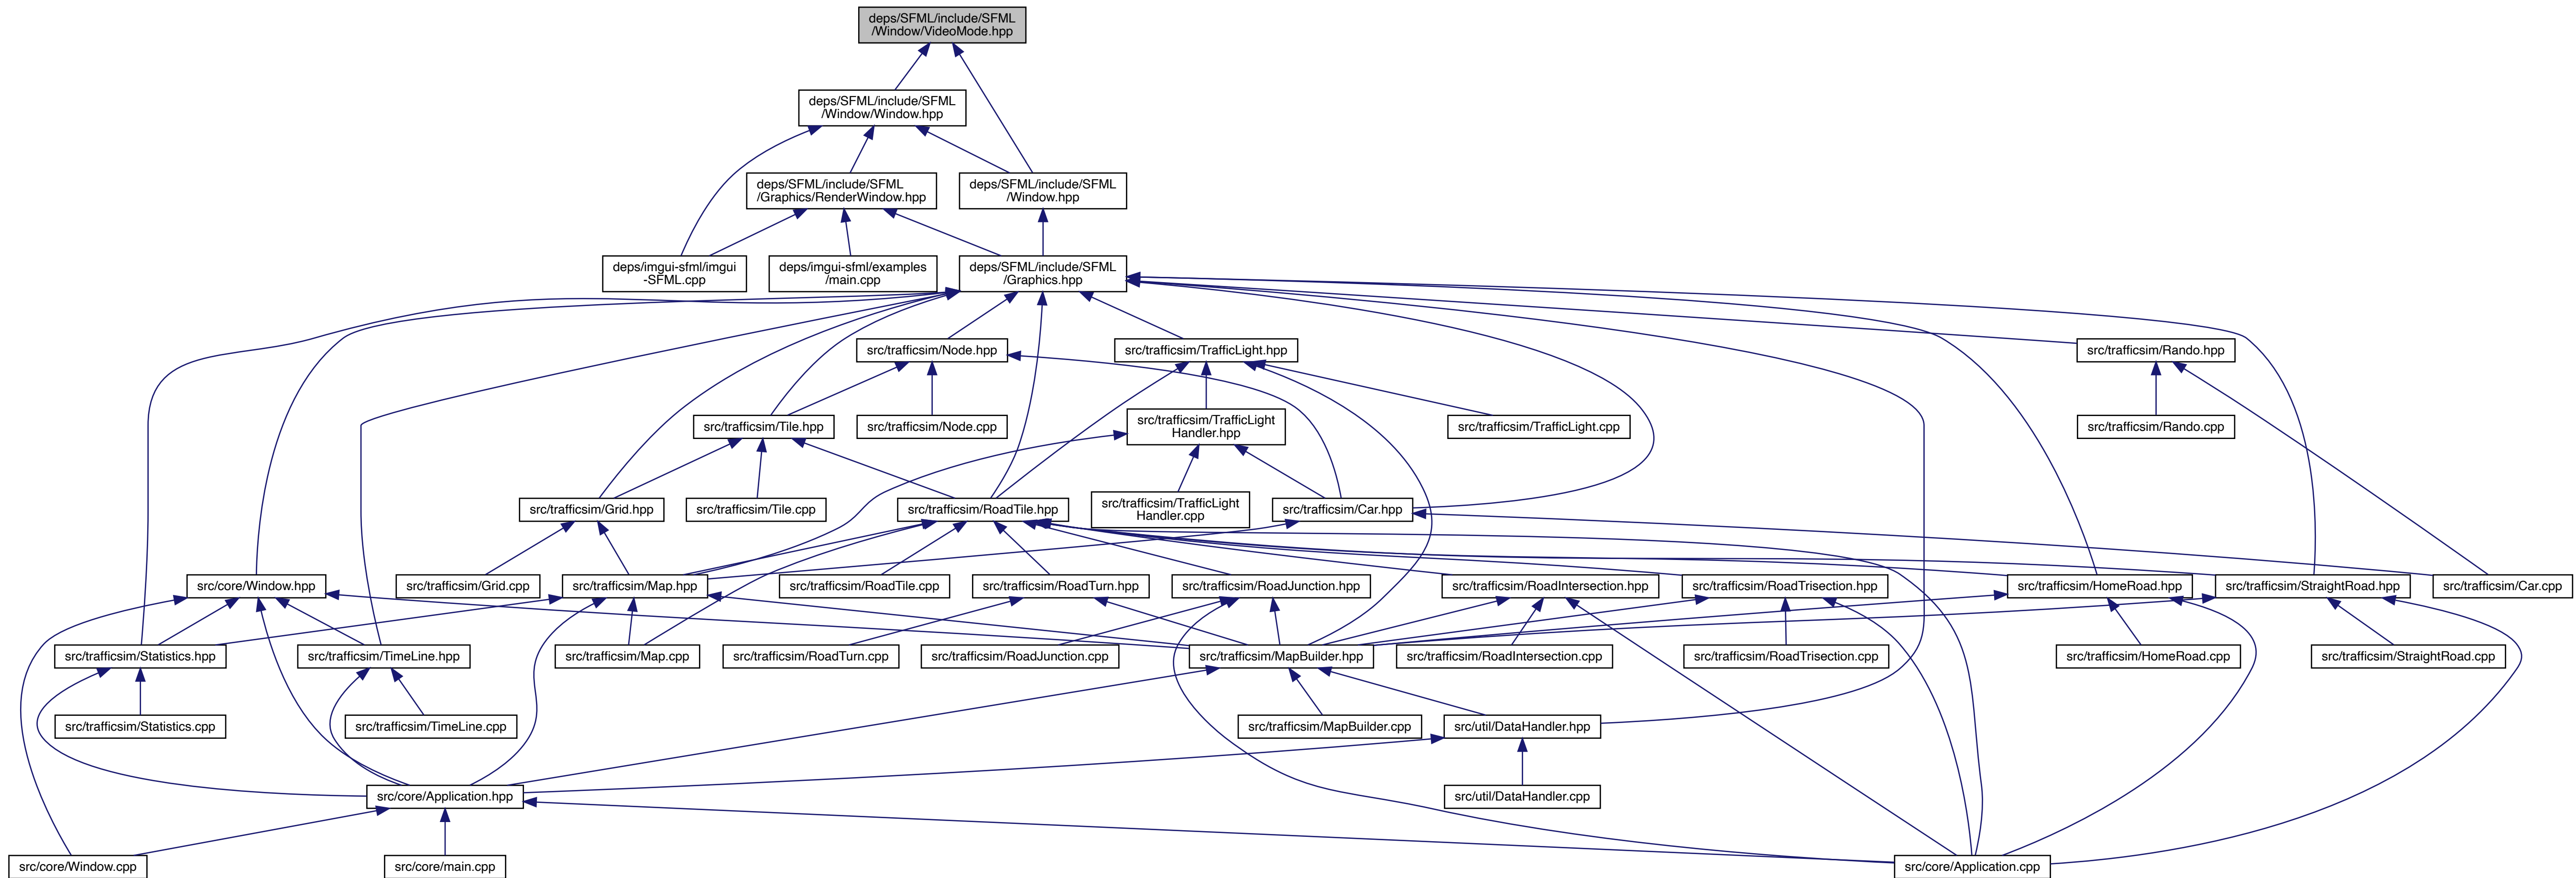 deps/SFML/include/SFML
/Window/VideoMode.hpp
deps/SFML/include/SFML
/Window/Window.hpp
deps/SFML/include/SFML
/Graphics/RenderWindow.hpp
deps/SFML/include/SFML
/Window.hpp
deps/imgui-sfml/imgui
-SFML.cpp
deps/imgui-sfml/examples
/main.cpp
deps/SFML/include/SFML
/Graphics.hpp
src/trafficsim/Node.hpp
src/trafficsim/TrafficLight.hpp
src/trafficsim/Rando.hpp
src/trafficsim/Tile.hpp
src/trafficsim/Node.cpp
src/trafficsim/TrafficLight
Handler.hpp
src/trafficsim/TrafficLight.cpp
src/trafficsim/Rando.cpp
src/trafficsim/Grid.hpp
src/trafficsim/Tile.cpp
src/trafficsim/RoadTile.hpp
src/trafficsim/TrafficLight
Handler.cpp
src/trafficsim/Car.hpp
src/core/Window.hpp
src/trafficsim/Grid.cpp
src/trafficsim/Map.hpp
src/trafficsim/RoadTile.cpp
src/trafficsim/RoadTurn.hpp
src/trafficsim/RoadJunction.hpp
src/trafficsim/RoadIntersection.hpp
src/trafficsim/RoadTrisection.hpp
src/trafficsim/HomeRoad.hpp
src/trafficsim/StraightRoad.hpp
src/trafficsim/Car.cpp
src/trafficsim/Statistics.hpp
src/trafficsim/TimeLine.hpp
src/trafficsim/Map.cpp
src/trafficsim/RoadTurn.cpp
src/trafficsim/RoadJunction.cpp
src/trafficsim/MapBuilder.hpp
src/trafficsim/RoadIntersection.cpp
src/trafficsim/RoadTrisection.cpp
src/trafficsim/HomeRoad.cpp
src/trafficsim/StraightRoad.cpp
src/trafficsim/Statistics.cpp
src/trafficsim/TimeLine.cpp
src/trafficsim/MapBuilder.cpp
src/util/DataHandler.hpp
src/core/Application.hpp
src/util/DataHandler.cpp
src/core/Window.cpp
src/core/main.cpp
src/core/Application.cpp